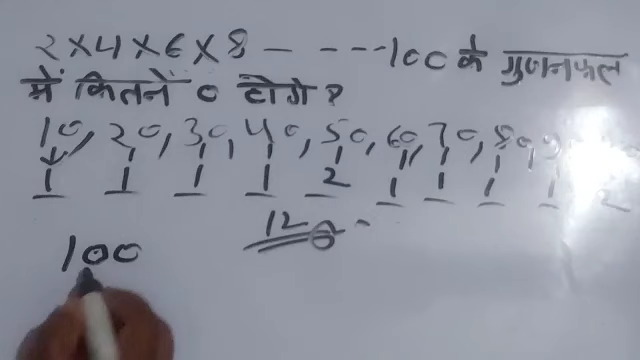 2×4×6×8 — - ---100 के गुणनफल
में कितने 0 होगे ?
10, 20, 30, 40, 50, 60, 70, 80, 9
1 1 1 1 2 1 1 1 1 2
12
100